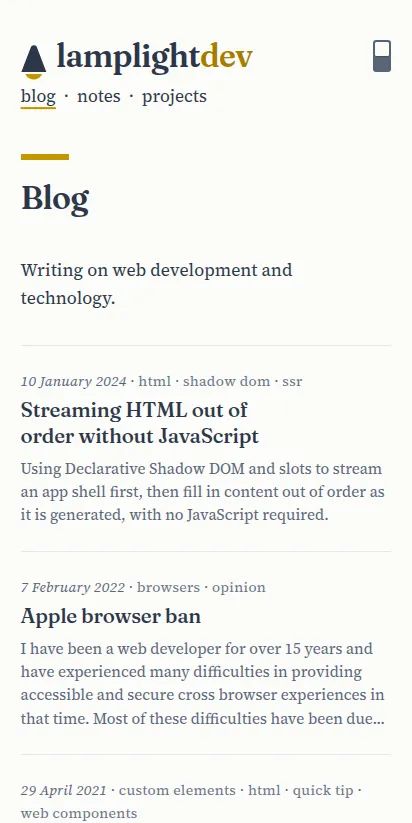 lamplightdev
blog · notes · projects
Blog
Writing on web development and
technology.
10 January 2024 · html · shadow dom · ssr
Streaming HTML out of
order without JavaScript
Using Declarative Shadow DOM and slots to stream
an app shell first, then fill in content out of order as
it is generated, with no JavaScript required.
7 February 2022 · browsers · opinion
Apple browser ban
I have been a web developer for over 15 years and
have experienced many difficulties in providing
accessible and secure cross browser experiences in
that time. Most of these difficulties have been due...
29 April 2021 · custom elements · html · quick tip ·
web components